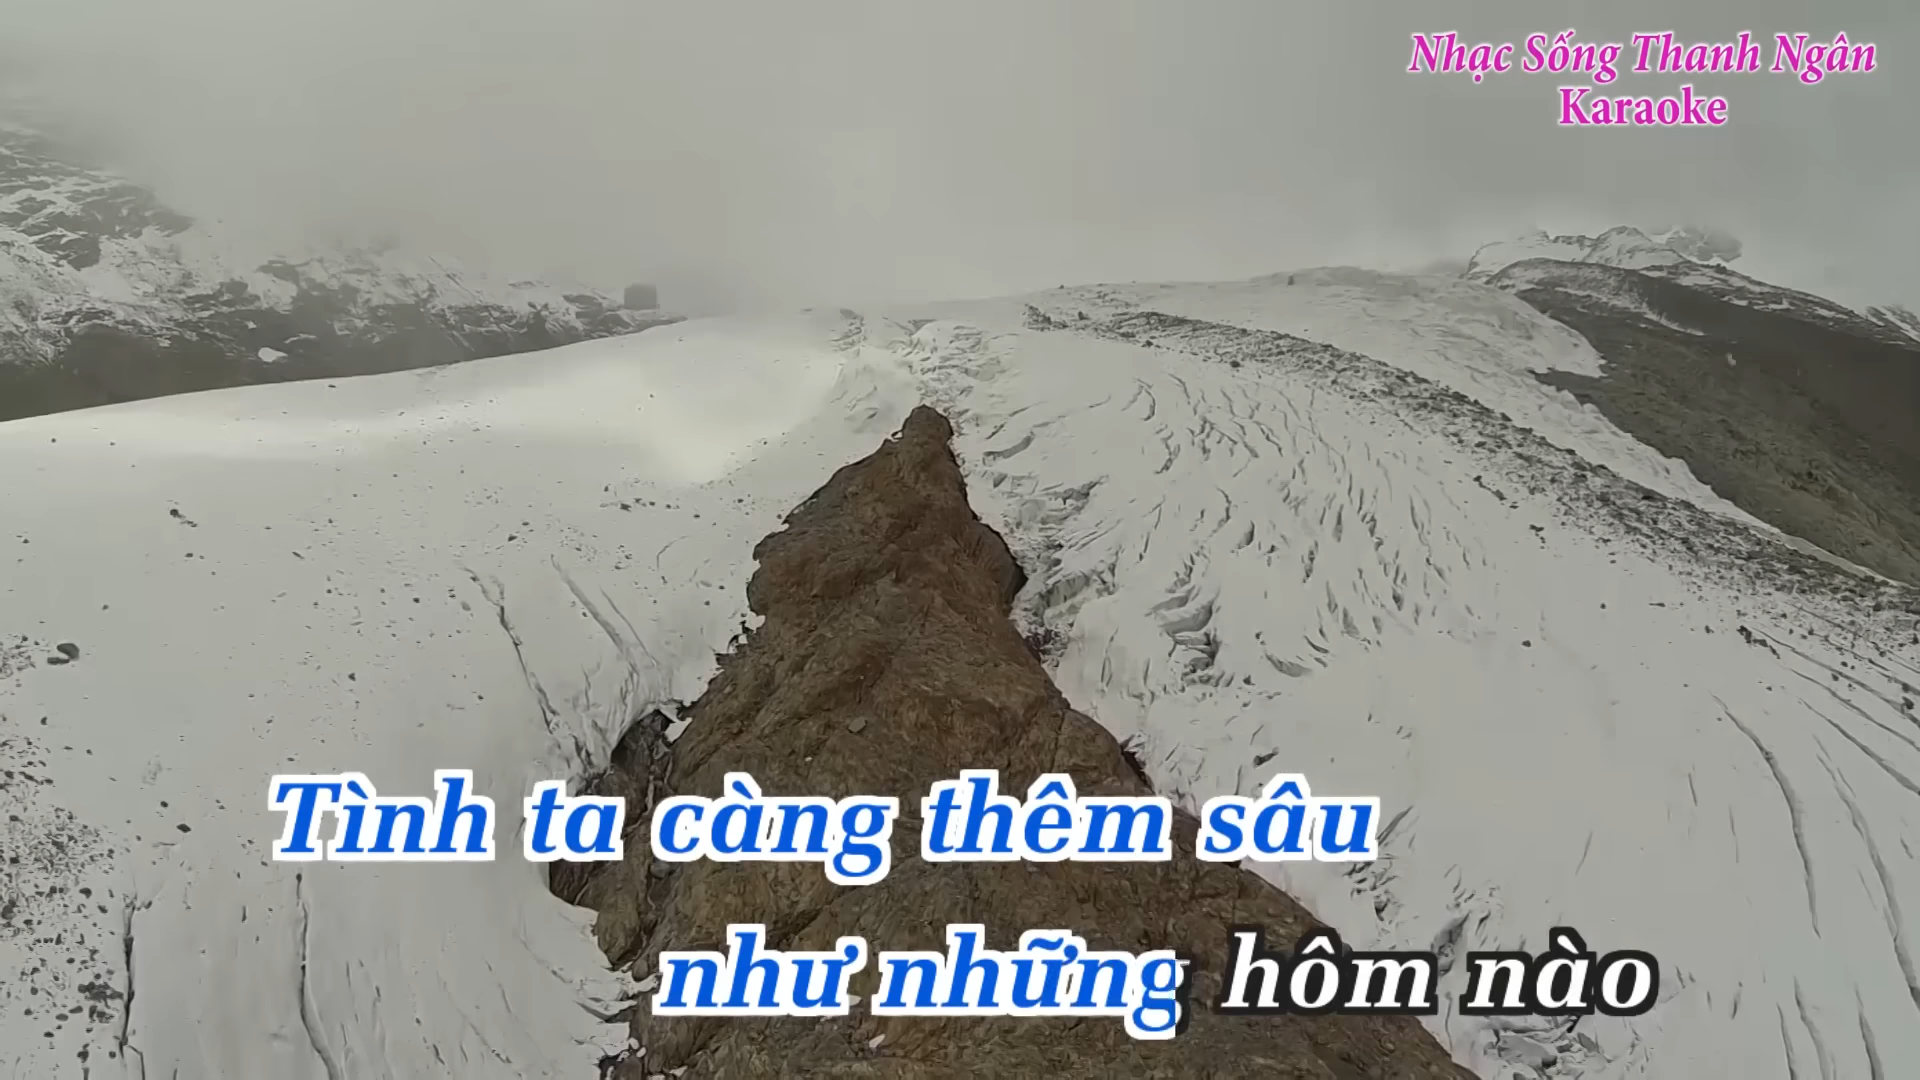 Nhạc Sống Thanh Ngân
Karaoke
Tình ta càng thêm sâu
như những hôm nào